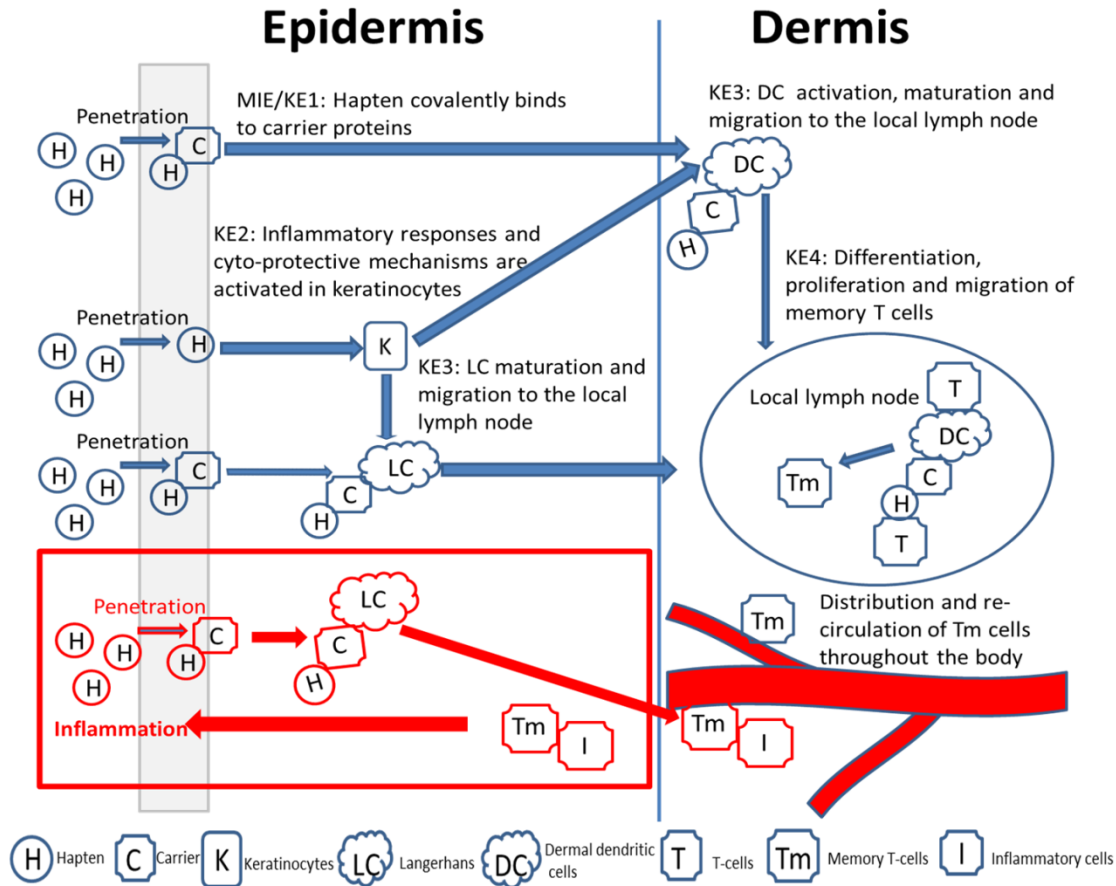 Epidermis
Dermis
Penetration
H
H
H
H
C
MIE/KE1: Hapten covalently binds
to carrier proteins
KE3: DC activation, maturation and
migration to the local lymph node
DC
C
H
KE2: Inflammatory responses and
cyto-protective mechanisms are
activated in keratinocytes
KE4: Differentiation,
proliferation and migration of
memory T cells
Penetration
H
H
H
H
K
KE3: LC maturation and
migration to the local
lymph node
Local lymph node
T
DC
C
H
T
Tm
Penetration
H
H
H
H
C
LC
C
H
Penetration
H
H
H
H
C
LC
C
H
Inflammation
Tm
I
Tm
Distribution and re-
circulation of Tm cells
throughout the body
Tm
I
H Hapten
C Carrier
K Keratinocytes
LC Langerhans
DC Dermal dendritic
cells
T T-cells
Tm Memory T-cells
I Inflammatory cells